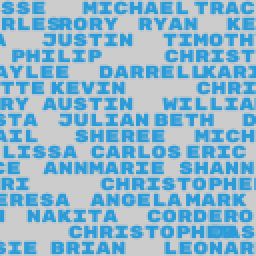 SSE MICHAEL TRAC
RLES RORY RYAN KE
A JUSTIN TIMOTH
PHILIP CHRIST
AYLEE DARRELL KARI
TTE KEVIN CHRI
RY AUSTIN WILLIA
STA JULIAN BETH D
AIL SHEREE MICH
LISSA CARLOS ERIC
CE ANNMARIE SHANN
RI CHRISTOPHE
ERESA ANGELA MARK
NAKITA CORDERO
CHRISTOPHE
SIE BRIAN LEONAR